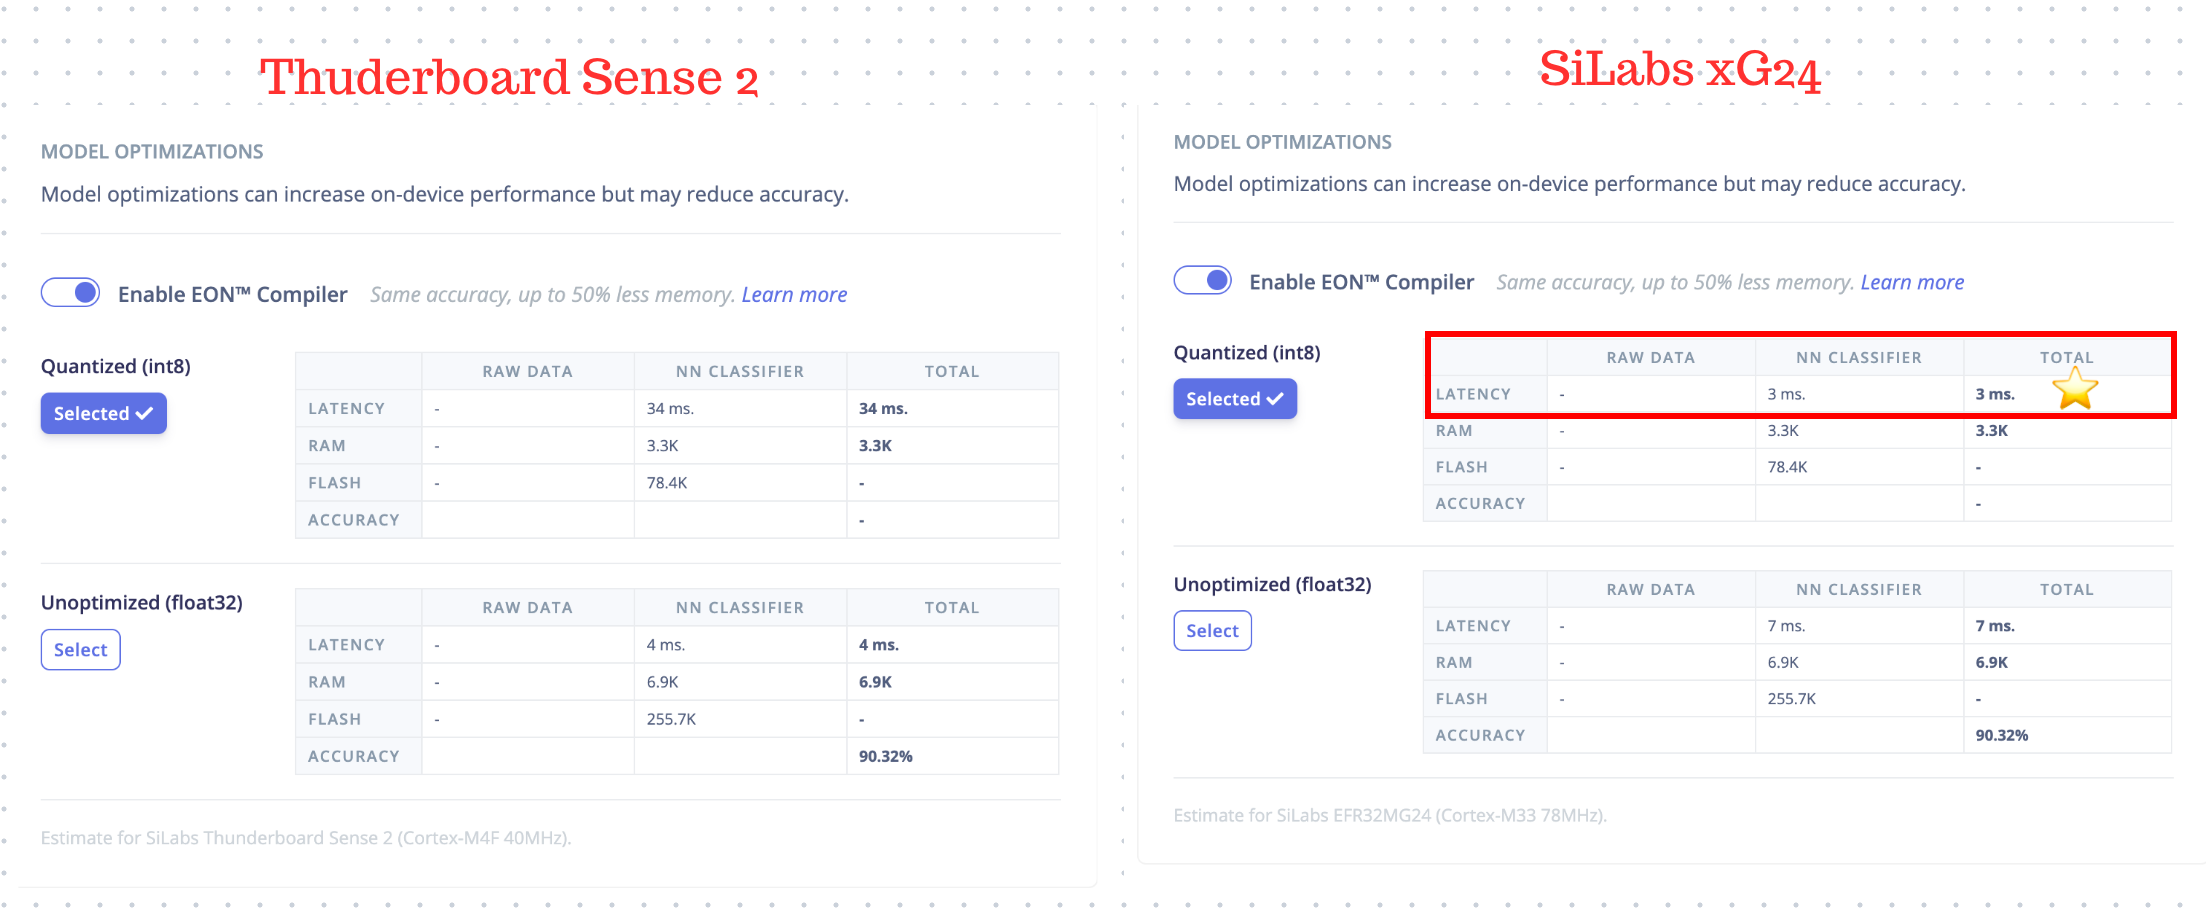 Thuderboard Sense 2
MODEL OPTIMIZATIONS
Model optimizations can increase on-device performance but may reduce accuracy.
Enable EON™ Compiler Same accuracy, up to 50% less memory. Learn more
Quantized (int8)
Selected
RAW DATA NN CLASSIFIER TOTAL
LATENCY - 34 ms. 34 ms.
RAM - 3.3K 3.3K
FLASH - 78.4K -
ACCURACY -
Unoptimized (float32)
Select
RAW DATA NN CLASSIFIER TOTAL
LATENCY - 4 ms. 4 ms.
RAM - 6.9K 6.9K
FLASH - 255.7K -
ACCURACY 90.32%
Estimate for SiLabs Thunderboard Sense 2 (Cortex-M4F 40MHz).
SiLabs xG24
MODEL OPTIMIZATIONS
Model optimizations can increase on-device performance but may reduce accuracy.
Enable EON™ Compiler Same accuracy, up to 50% less memory. Learn more
Quantized (int8)
Selected
RAW DATA NN CLASSIFIER TOTAL
LATENCY - 3 ms. 3 ms.
RAM - 3.3K 3.3K
FLASH - 78.4K -
ACCURACY -
Unoptimized (float32)
Select
RAW DATA NN CLASSIFIER TOTAL
LATENCY - 7 ms. 7 ms.
RAM - 6.9K 6.9K
FLASH - 255.7K -
ACCURACY 90.32%
Estimate for SiLabs EFR32MG24 (Cortex-M33 78MHz).